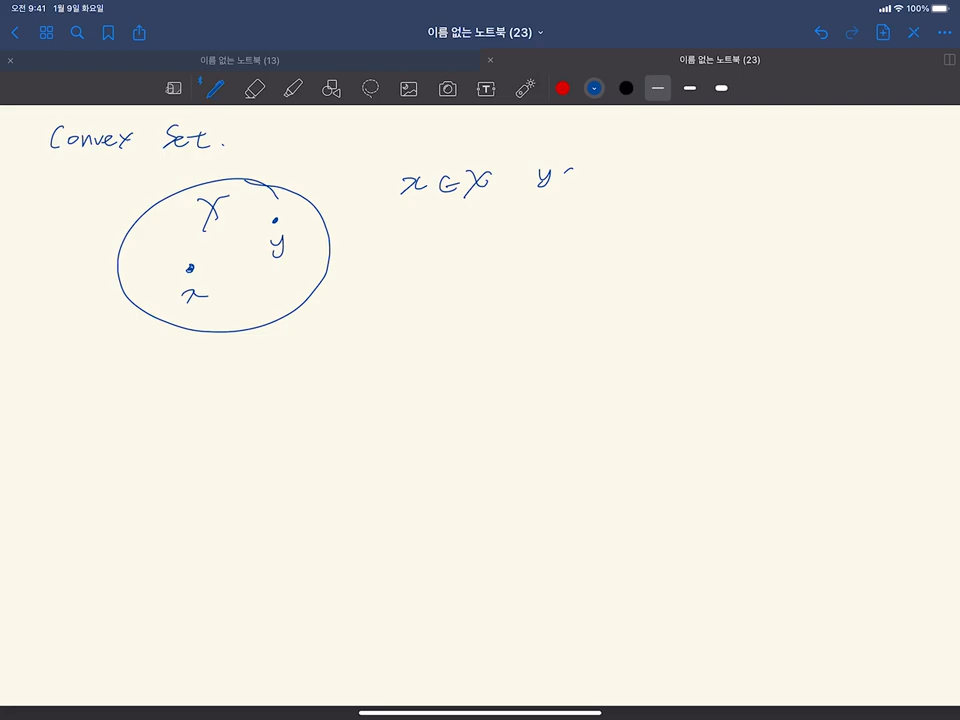 오전 9:41 1월 9일 화요일
100%
이름 없는 노트북 (23)
이름 없는 노트북 (13)
이름 없는 노트북 (23)
Convex Set.
x ∈ X y
X
y
x